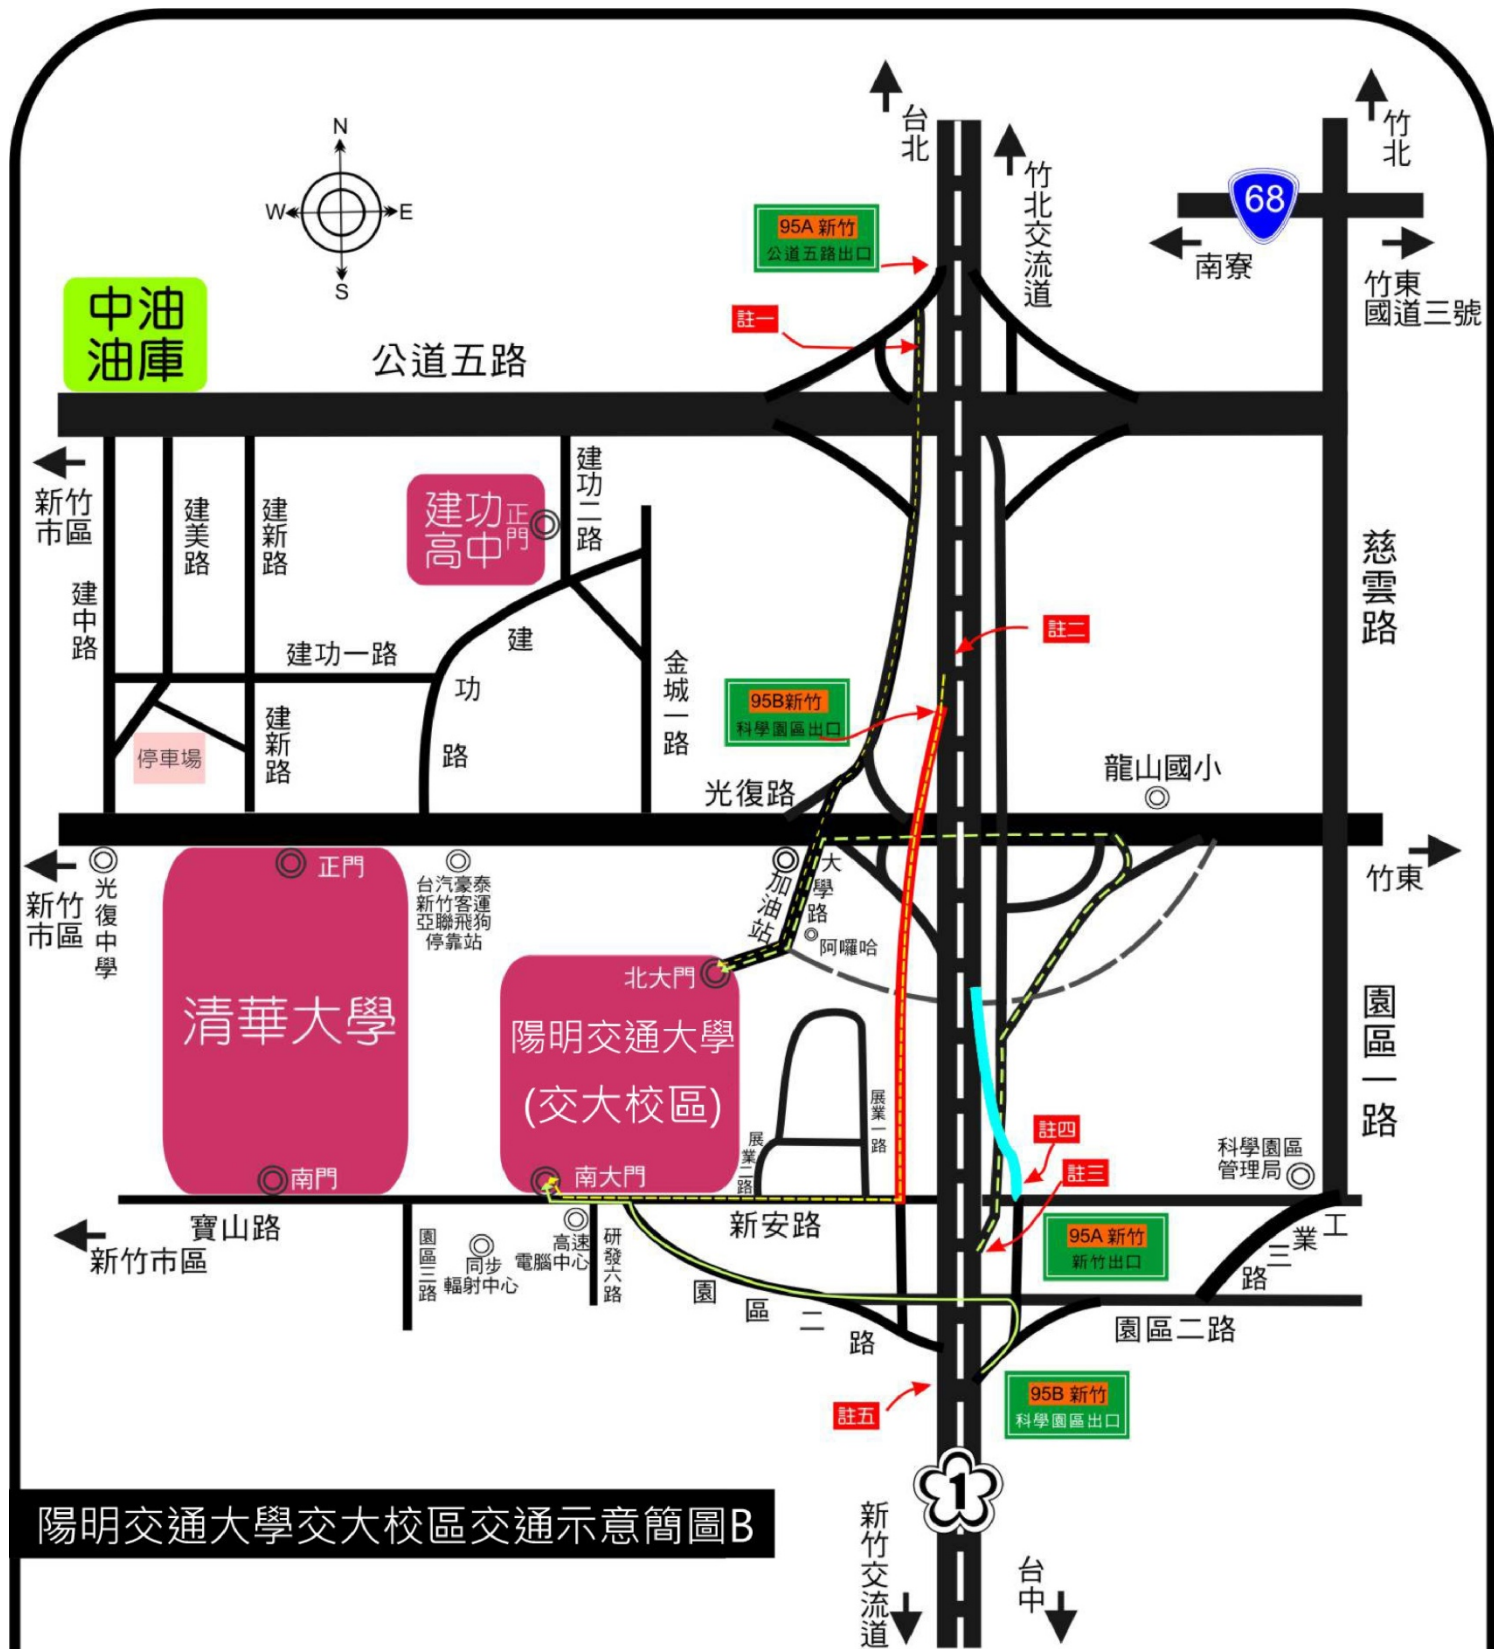 N
W
E
S
台北
竹北交流道
竹北
68
南寮
竹東
國道三號
95A 新竹
公道五路出口
註一
中油
油庫
公道五路
新竹
市區
建中路
建美路
建新路
建功
高中
正門
建功二路
建功一路
建
功
路
金城一路
建新路
停車場
註二
95B新竹
科學園區出口
慈雲路
光復路
龍山國小
新竹
市區
光復中學
正門
台汽豪泰
新竹客運
亞聯飛狗
停靠站
加油站
大學路
阿囉哈
竹東
清華大學
南門
北大門
陽明交通大學
(交大校區)
南大門
展業一路
展業二路
園區一路
註四
註三
科學園區
管理局
寶山路
新竹市區
園區三路
同步
輻射中心
高速
電腦中心
研發六路
新安路
園
區
二
路
95A 新竹
新竹出口
工
業
三
路
園區二路
註五
95B 新竹
科學園區出口
1
陽明交通大學交大校區交通示意簡圖B
新竹交流道
台中